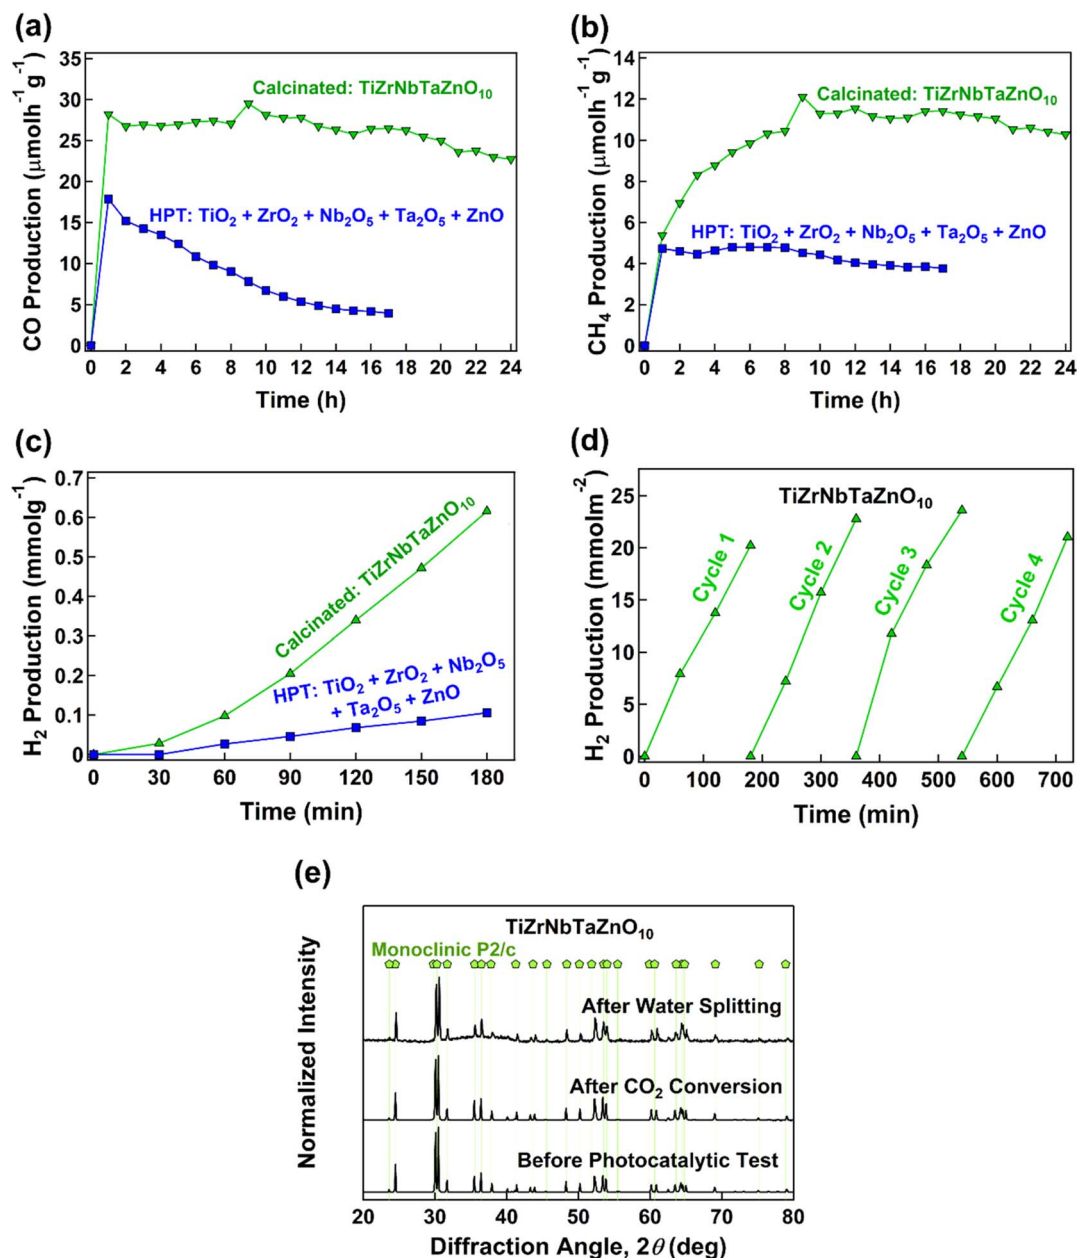 (a)
CO Production (μmolh⁻¹ g⁻¹)
35
30
25
20
15
10
5
0
Calcinated: TiZrNbTaZnO₁₀
HPT: TiO₂ + ZrO₂ + Nb₂O₅ + Ta₂O₅ + ZnO
0 2 4 6 8 10 12 14 16 18 20 22 24
Time (h)
(b)
CH₄ Production (μmolh⁻¹ g⁻¹)
14
12
10
8
6
4
2
0
Calcinated: TiZrNbTaZnO₁₀
HPT: TiO₂ + ZrO₂ + Nb₂O₅ + Ta₂O₅ + ZnO
0 2 4 6 8 10 12 14 16 18 20 22 24
Time (h)
(c)
H₂ Production (mmolg⁻¹)
0.7
0.6
0.5
0.4
0.3
0.2
0.1
0
Calcinated: TiZrNbTaZnO₁₀
HPT: TiO₂ + ZrO₂ + Nb₂O₅
+ Ta₂O₅ + ZnO
0 30 60 90 120 150 180
Time (min)
(d)
H₂ Production (mmolm⁻²)
25
20
15
10
5
0
TiZrNbTaZnO₁₀
Cycle 1
Cycle 2
Cycle 3
Cycle 4
0 100 200 300 400 500 600 700
Time (min)
(e)
Normalized Intensity
TiZrNbTaZnO₁₀
Monoclinic P2/c
After Water Splitting
After CO₂ Conversion
Before Photocatalytic Test
20 30 40 50 60 70 80
Diffraction Angle, 2θ (deg)